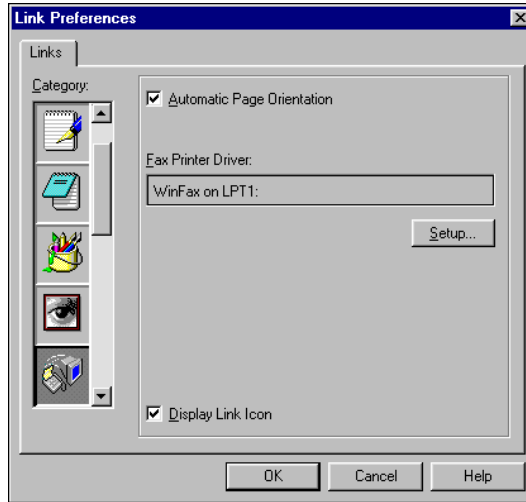 Link Preferences
Links
Category:
Automatic Page Orientation
Fax Printer Driver:
WinFax on LPT1:
Setup...
Display Link Icon
OK
Cancel
Help